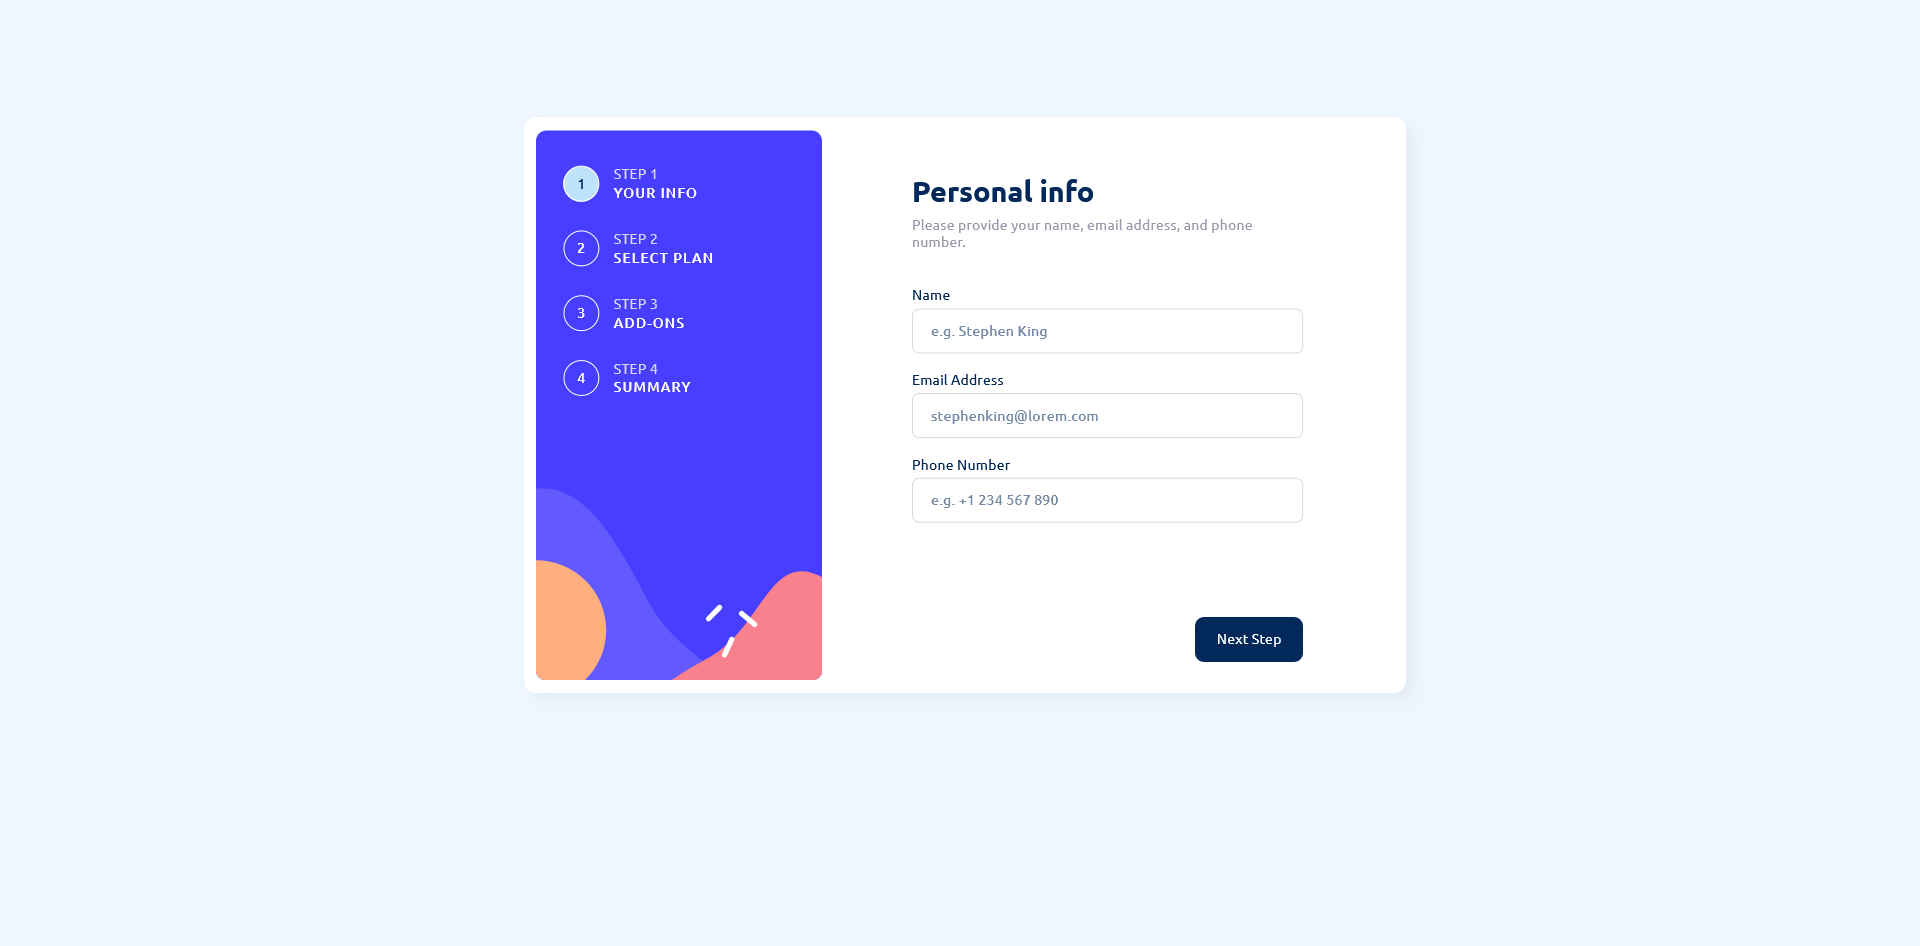 1
STEP 1
YOUR INFO
2
STEP 2
SELECT PLAN
3
STEP 3
ADD-ONS
4
STEP 4
SUMMARY
Personal info
Please provide your name, email address, and phone
number.
Name
e.g. Stephen King
Email Address
stephenking@lorem.com
Phone Number
e.g. +1 234 567 890
Next Step